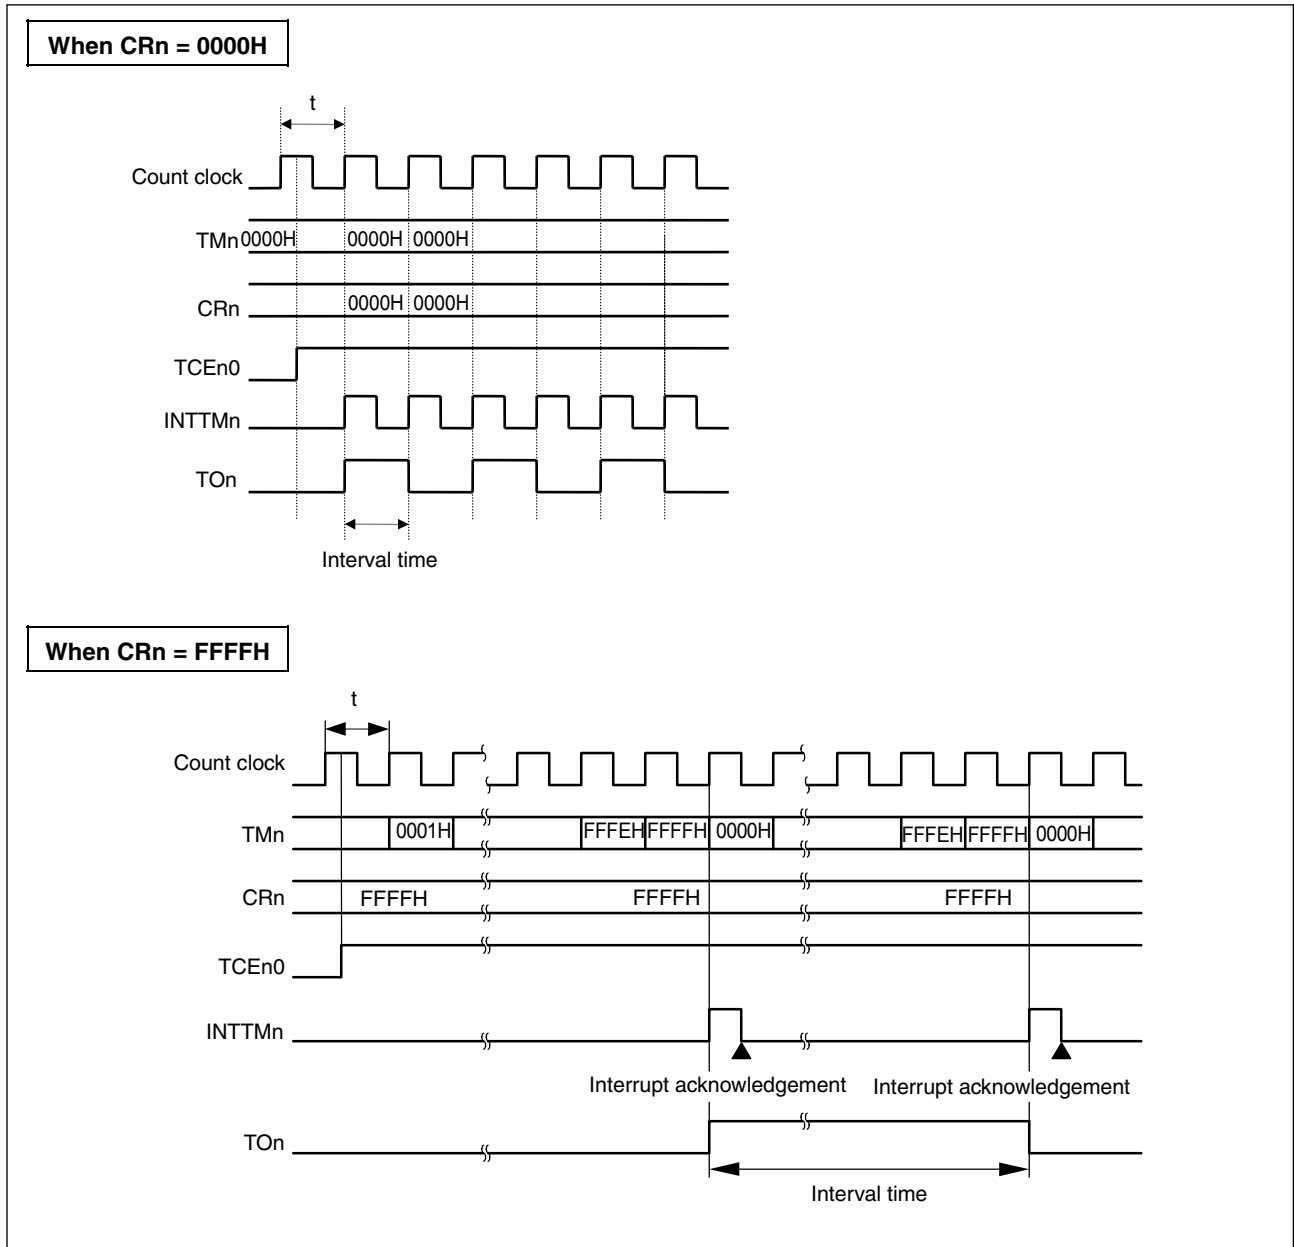 When CRn = 0000H
t
Count clock
TMn 0000H 0000H 0000H
CRn 0000H 0000H
TCEn0
INTTMn
TOn
Interval time
When CRn = FFFFH
t
Count clock
TMn 0001H FFFEH FFFFH 0000H FFFEH FFFFH 0000H
CRn FFFFH FFFFH FFFFH
TCEn0
INTTMn
Interrupt acknowledgement Interrupt acknowledgement
TOn
Interval time